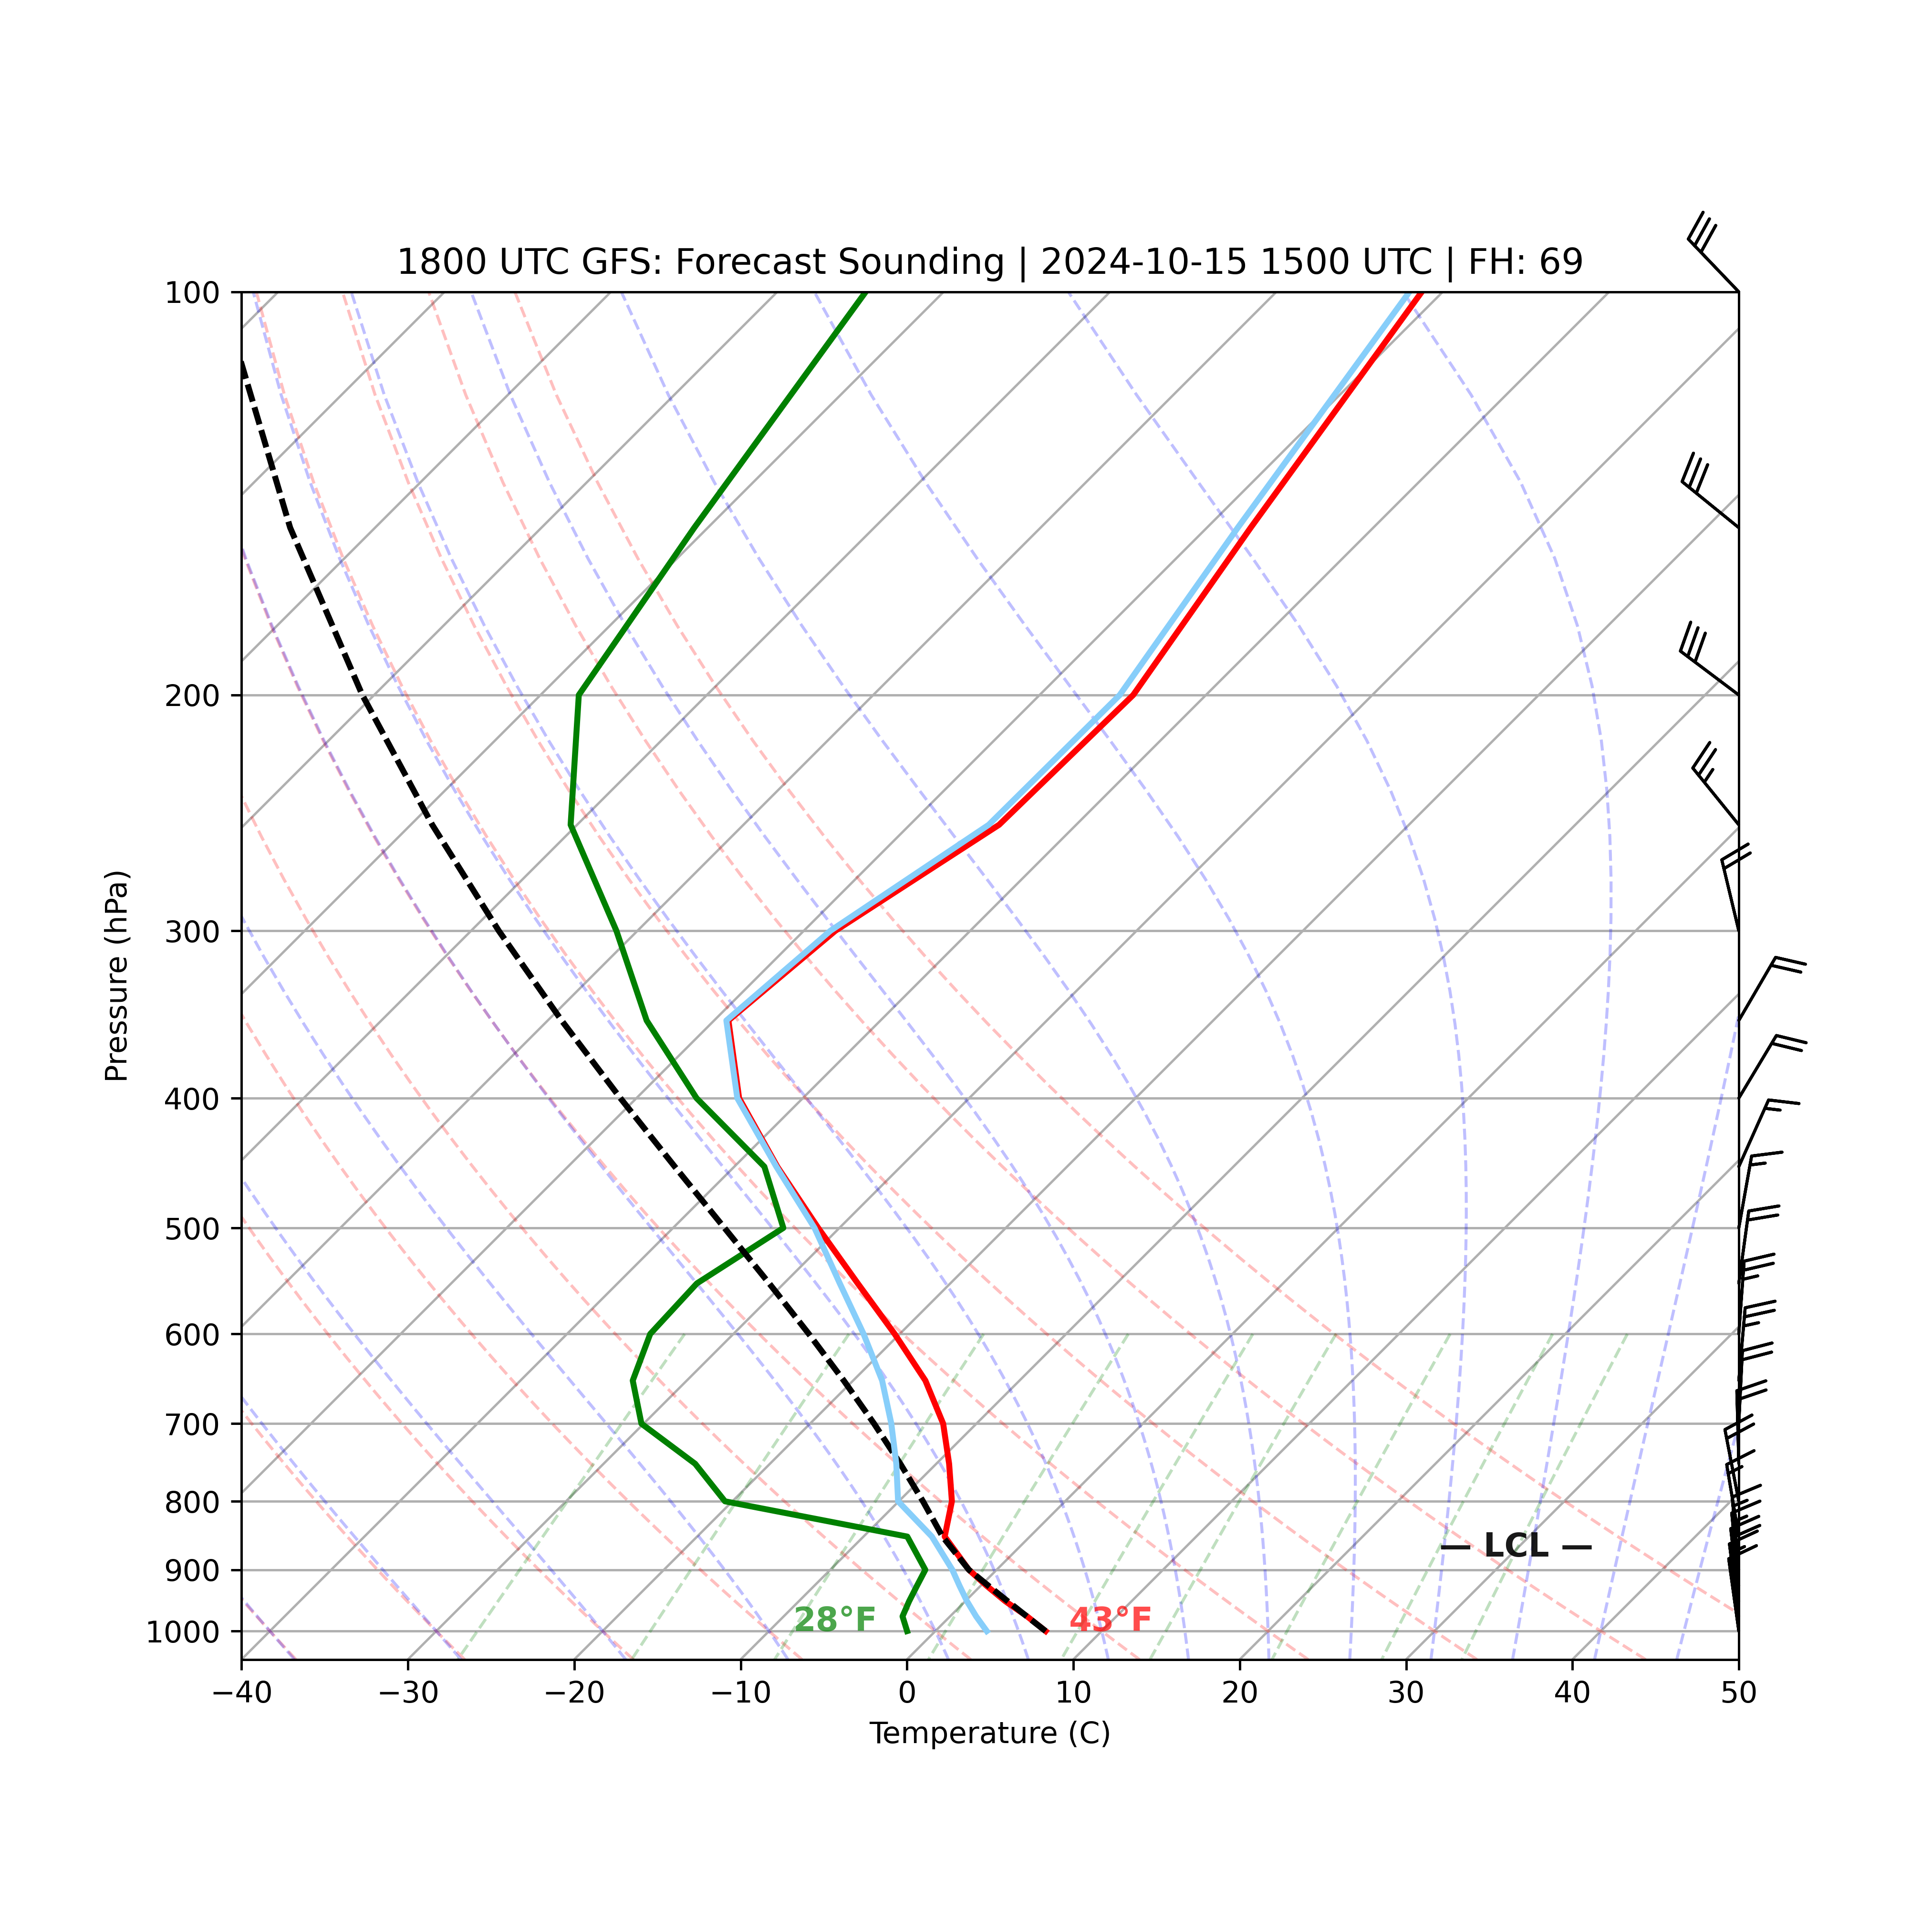 1800 UTC GFS: Forecast Sounding | 2024-10-15 1500 UTC | FH: 69
100
200
300
400
500
600
700
800
900
1000
Pressure (hPa)
— LCL —
28°F
43°F
−40 −30 −20 −10 0 10 20 30 40 50
Temperature (C)